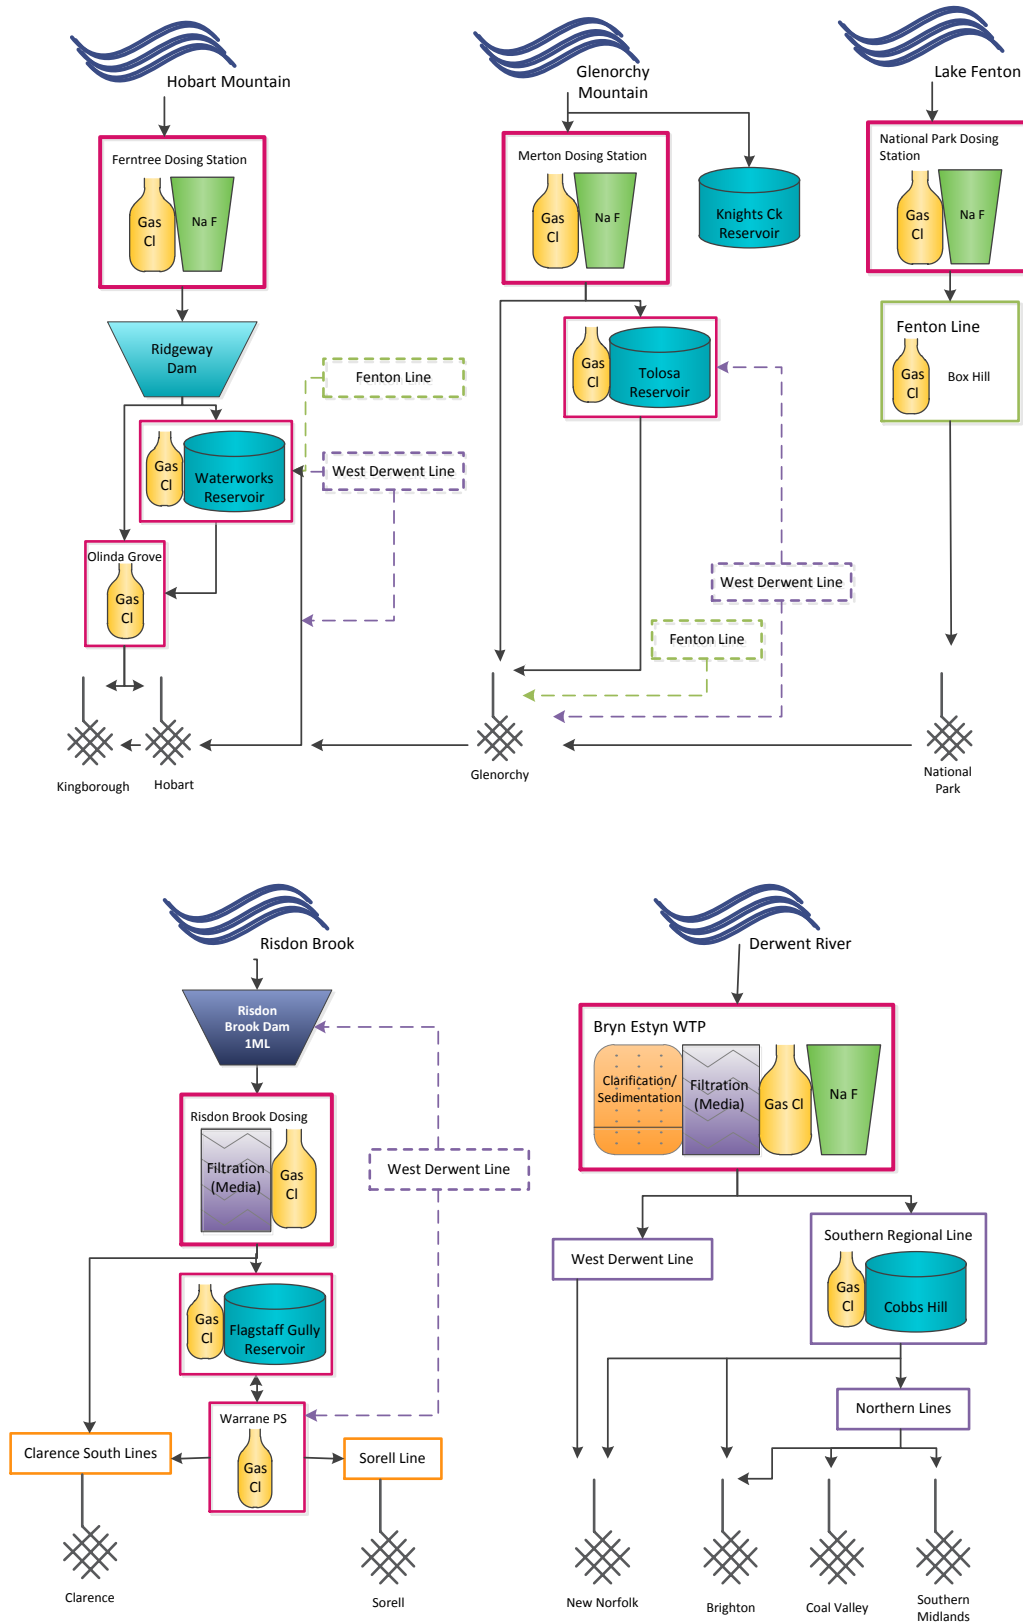 Hobart Mountain
Ferntree Dosing Station
Gas
Cl
Na F
Ridgeway
Dam
Fenton Line
Gas
Cl
Waterworks
Reservoir
West Derwent Line
Olinda Grove
Gas
Cl
Kingborough
Hobart
Glenorchy
Mountain
Merton Dosing Station
Gas
Cl
Na F
Knights Ck
Reservoir
Gas
Cl
Tolosa
Reservoir
West Derwent Line
Fenton Line
Glenorchy
Lake Fenton
National Park Dosing
Station
Gas
Cl
Na F
Fenton Line
Gas
Cl
Box Hill
National
Park
Risdon Brook
Risdon
Brook Dam
1ML
Risdon Brook Dosing
Filtration
(Media)
Gas
Cl
West Derwent Line
Gas
Cl
Flagstaff Gully
Reservoir
Warrane PS
Gas
Cl
Clarence South Lines
Sorell Line
Clarence
Sorell
Derwent River
Bryn Estyn WTP
Clarification/
Sedimentation
Filtration
(Media)
Gas Cl
Na F
West Derwent Line
Southern Regional Line
Gas
Cl
Cobbs Hill
Northern Lines
New Norfolk
Brighton
Coal Valley
Southern
Midlands